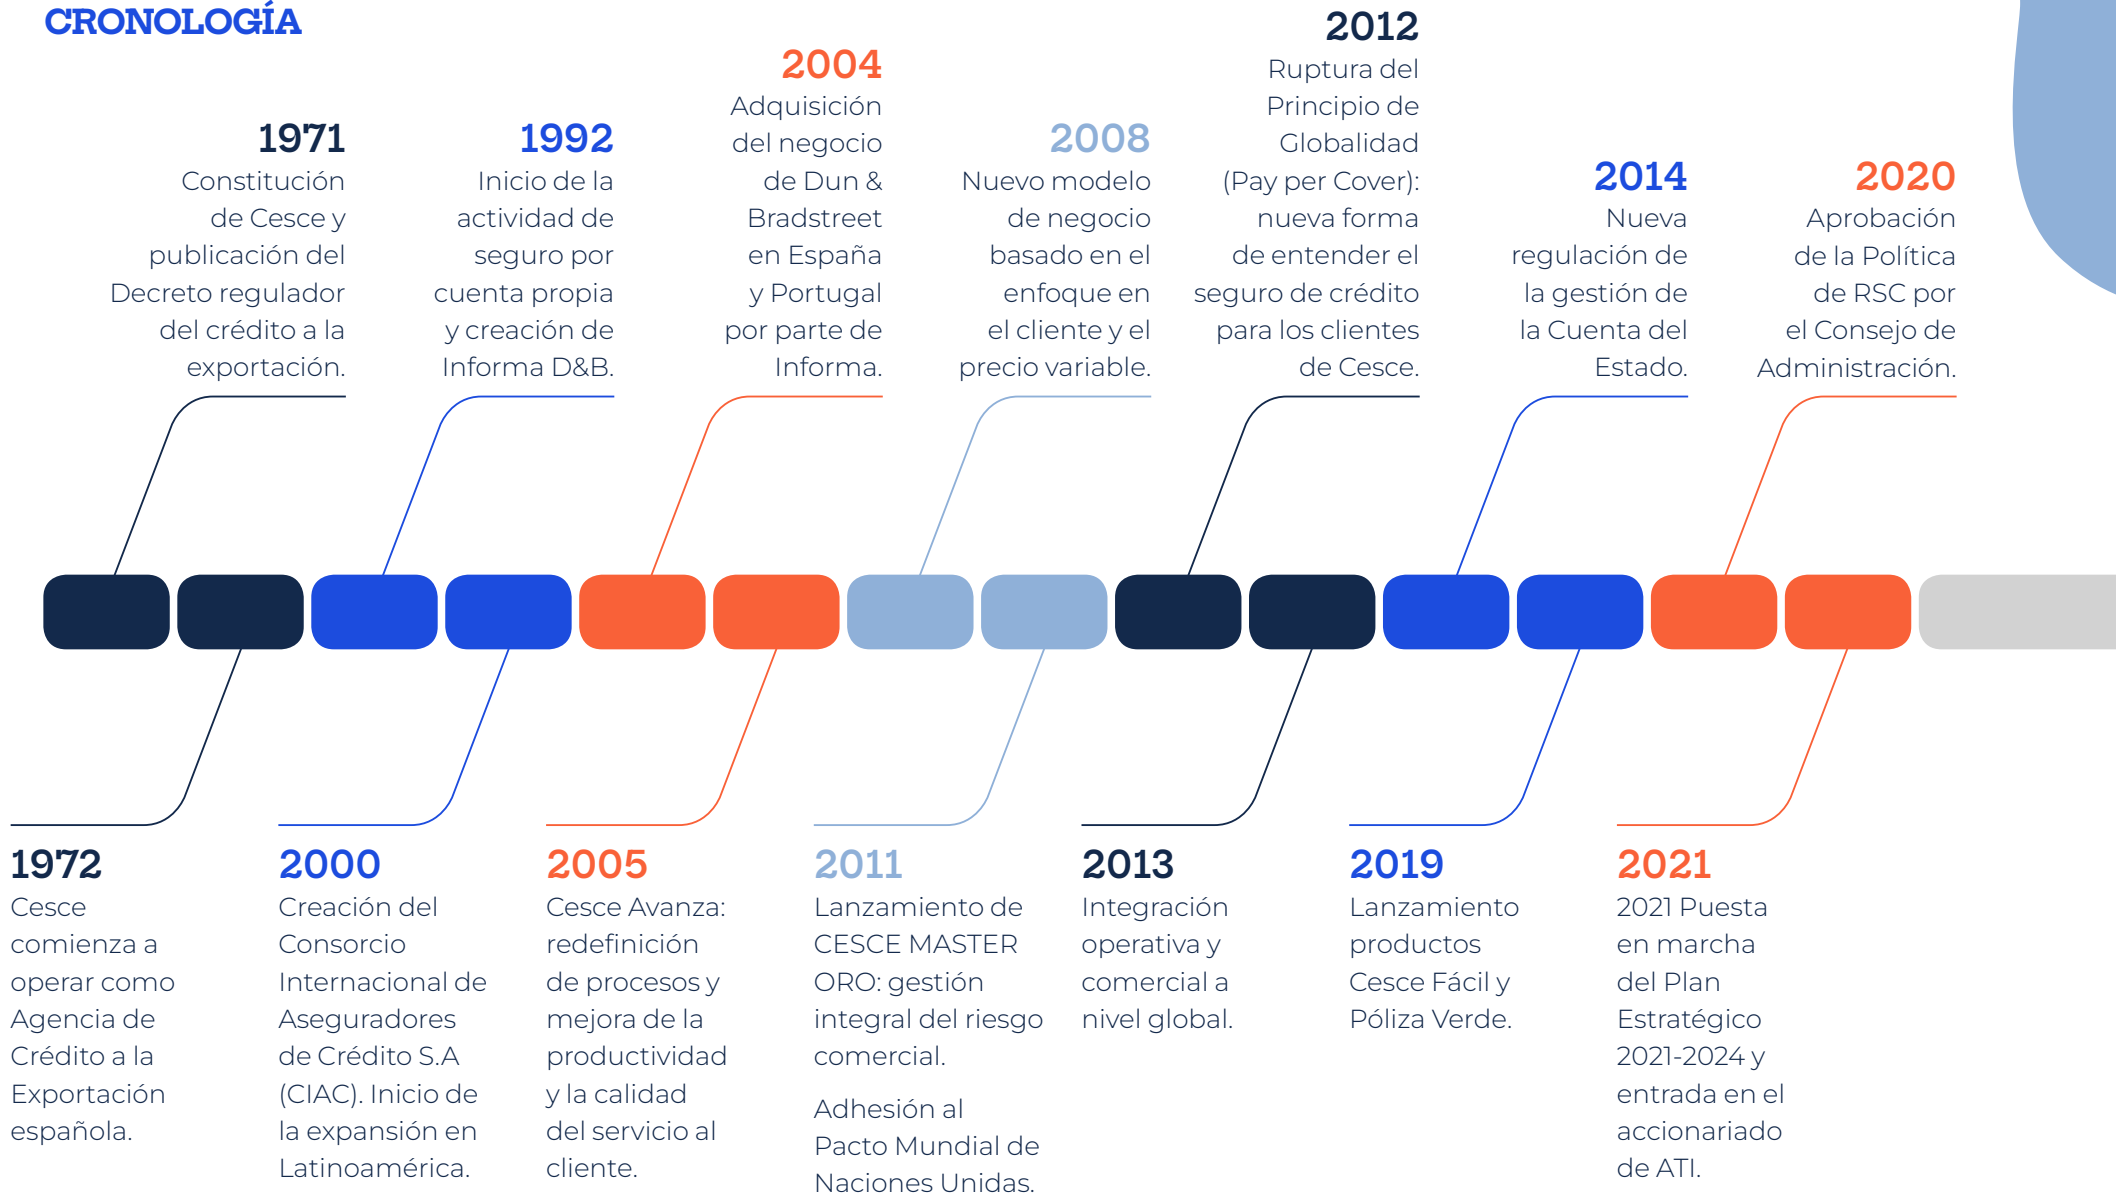 CRONOLOGÍA
1971
Constitución
de Cesce y
publicación del
Decreto regulador
del crédito a la
exportación.
1992
Inicio de la
actividad de
seguro por
cuenta propia
y creación de
Informa D&B.
2004
Adquisición
del negocio
de Dun &
Bradstreet
en España
y Portugal
por parte de
Informa.
2008
Nuevo modelo
de negocio
basado en el
enfoque en
el cliente y el
precio variable.
2012
Ruptura del
Principio de
Globalidad
(Pay per Cover):
nueva forma
de entender el
seguro de crédito
para los clientes
de Cesce.
2014
Nueva
regulación de
la gestión de
la Cuenta del
Estado.
2020
Aprobación
de la Política
de RSC por
el Consejo de
Administración.
1972
Cesce
comienza a
operar como
Agencia de
Crédito a la
Exportación
española.
2000
Creación del
Consorcio
Internacional de
Aseguradores
de Crédito S.A
(CIAC). Inicio de
la expansión en
Latinoamérica.
2005
Cesce Avanza:
redefinición
de procesos y
mejora de la
productividad
y la calidad
del servicio al
cliente.
2011
Lanzamiento de
CESCE MASTER
ORO: gestión
integral del riesgo
comercial.
Adhesión al
Pacto Mundial de
Naciones Unidas.
2013
Integración
operativa y
comercial a
nivel global.
2019
Lanzamiento
productos
Cesce Fácil y
Póliza Verde.
2021
2021 Puesta
en marcha
del Plan
Estratégico
2021-2024 y
entrada en el
accionariado
de ATI.